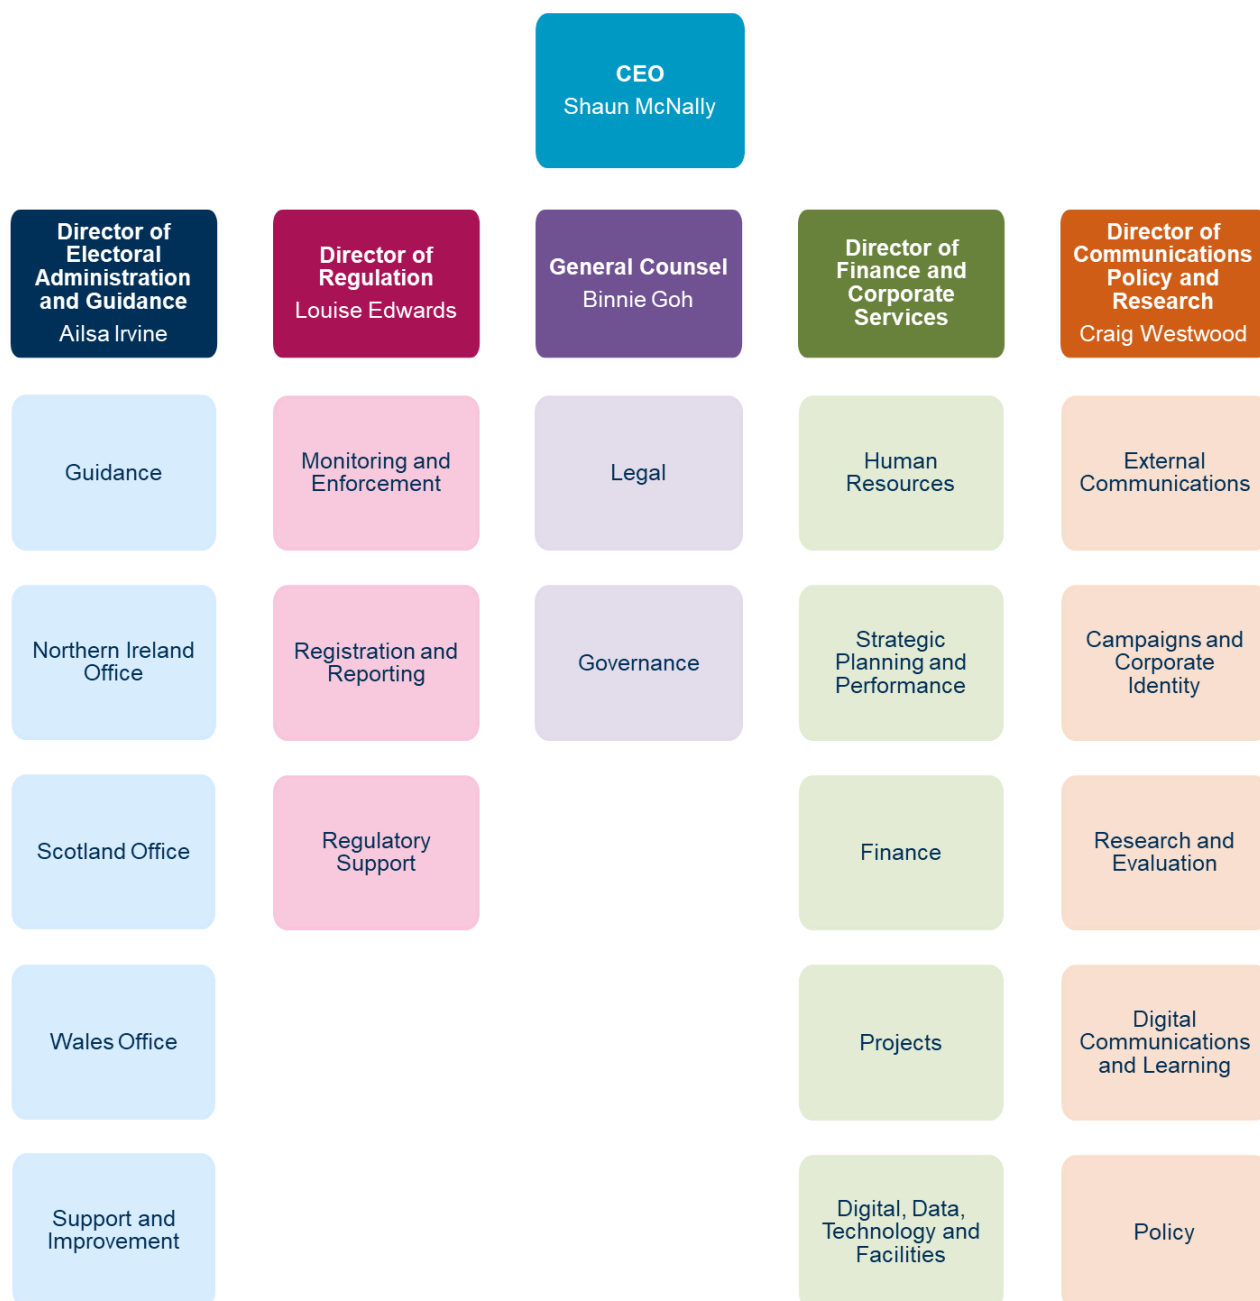 CEO
Shaun McNally
Director of
Electoral
Administration
and Guidance
Ailsa Irvine
Director of
Regulation
Louise Edwards
General Counsel
Binnie Goh
Director of
Finance and
Corporate
Services
Director of
Communications
Policy and
Research
Craig Westwood
Guidance
Monitoring and
Enforcement
Legal
Human
Resources
External
Communications
Northern Ireland
Office
Registration and
Reporting
Governance
Strategic
Planning and
Performance
Campaigns and
Corporate
Identity
Scotland Office
Regulatory
Support
Finance
Research and
Evaluation
Wales Office
Projects
Digital
Communications
and Learning
Support and
Improvement
Digital, Data,
Technology and
Facilities
Policy